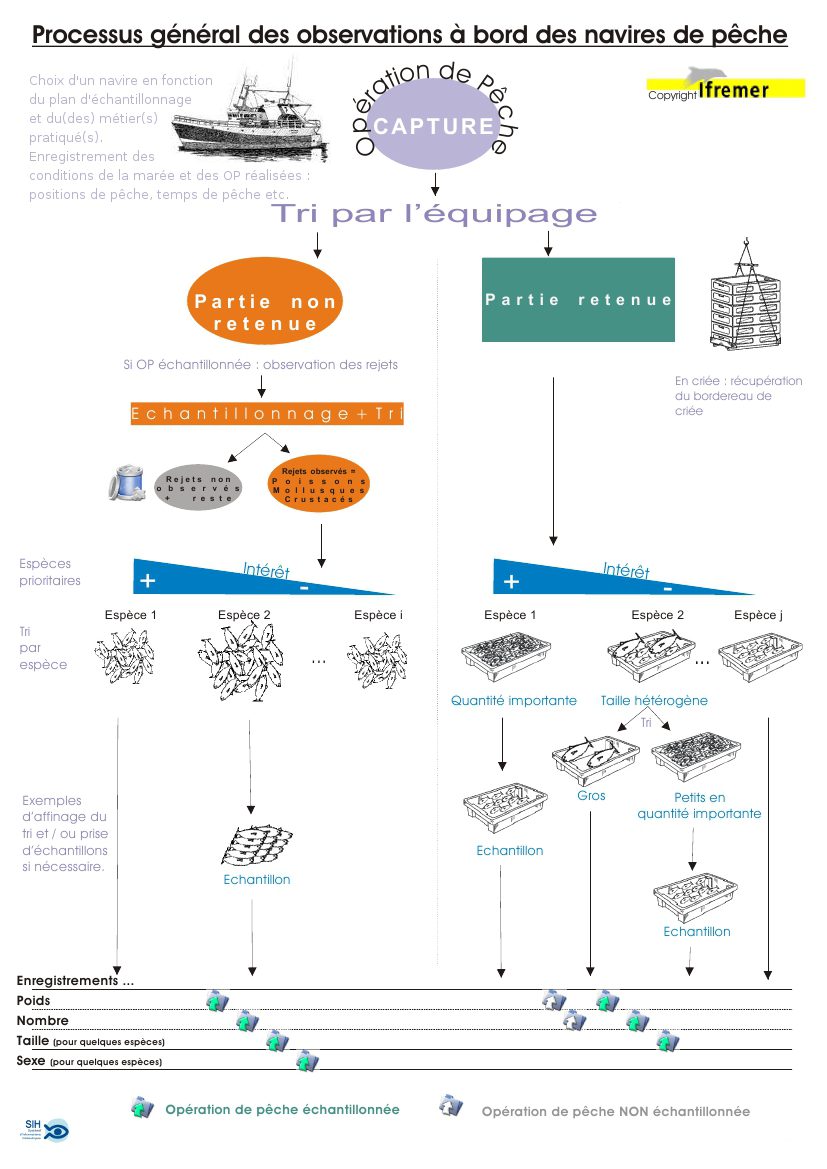 Processus général des observations à bord des navires de pêche
Choix d'un navire en fonction
du plan d'échantillonnage
et du(des) métier(s)
pratiqué(s).
Enregistrement des
conditions de la marée et des OP réalisées :
positions de pêche, temps de pêche etc.
Opération de Pêche
CAPTURE
Copyright Ifremer
Tri par l'équipage
Partie non
retenue
Partie retenue
Si OP échantillonnée : observation des rejets
En criée : récupération
du bordereau de
criée
Echantillonnage + Tri
Rejets non
observés
+ reste
Rejets observés =
Poissons
Mollusques
Crustacés
Espèces
prioritaires
+ Intérêt -
+ Intérêt -
Espèce 1 Espèce 2 Espèce i
Espèce 1 Espèce 2 Espèce j
Tri
par
espèce
...
...
Quantité importante Taille hétérogène
Tri
Gros
Petits en
quantité importante
Exemples
d'affinage du
tri et / ou prise
d'échantillons
si nécessaire.
Echantillon
Echantillon
Echantillon
Enregistrements ...
Poids
Nombre
Taille (pour quelques espèces)
Sexe (pour quelques espèces)
Opération de pêche échantillonnée
Opération de pêche NON échantillonnée
SIH